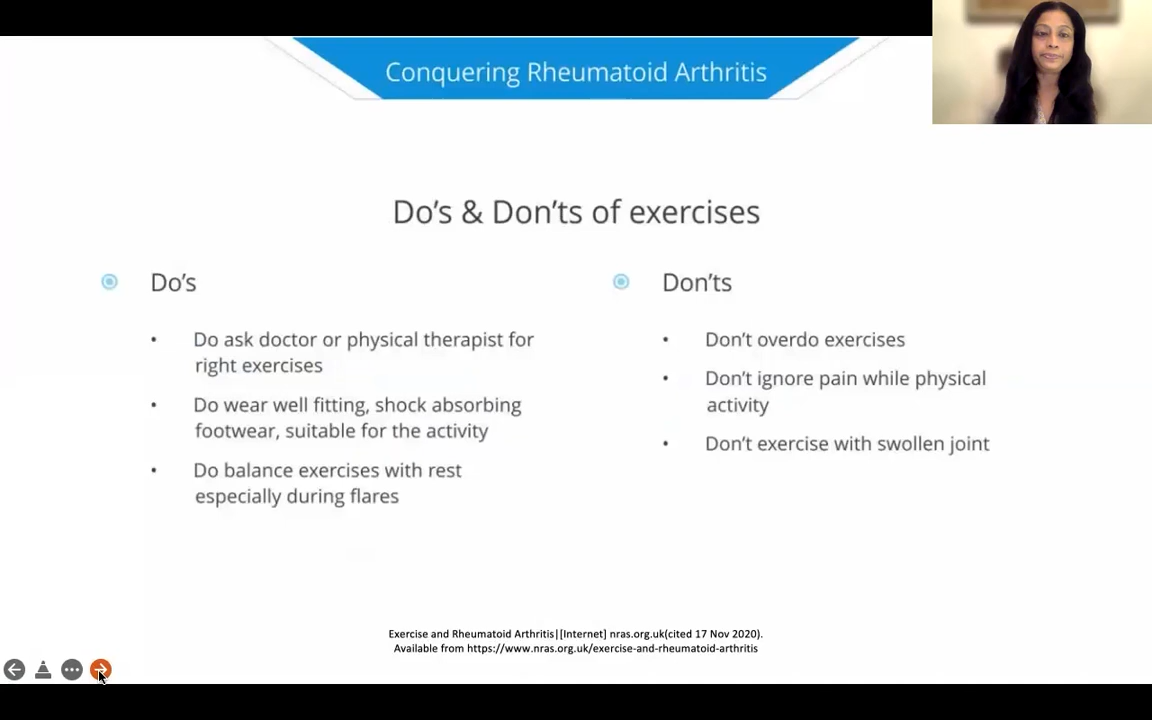 Conquering Rheumatoid Arthritis
Do's & Don'ts of exercises
Do's
• Do ask doctor or physical therapist for
right exercises
• Do wear well fitting, shock absorbing
footwear, suitable for the activity
• Do balance exercises with rest
especially during flares
Don'ts
• Don't overdo exercises
• Don't ignore pain while physical
activity
• Don't exercise with swollen joint
Exercise and Rheumatoid Arthritis|[Internet] nras.org.uk(cited 17 Nov 2020).
Available from https://www.nras.org.uk/exercise-and-rheumatoid-arthritis